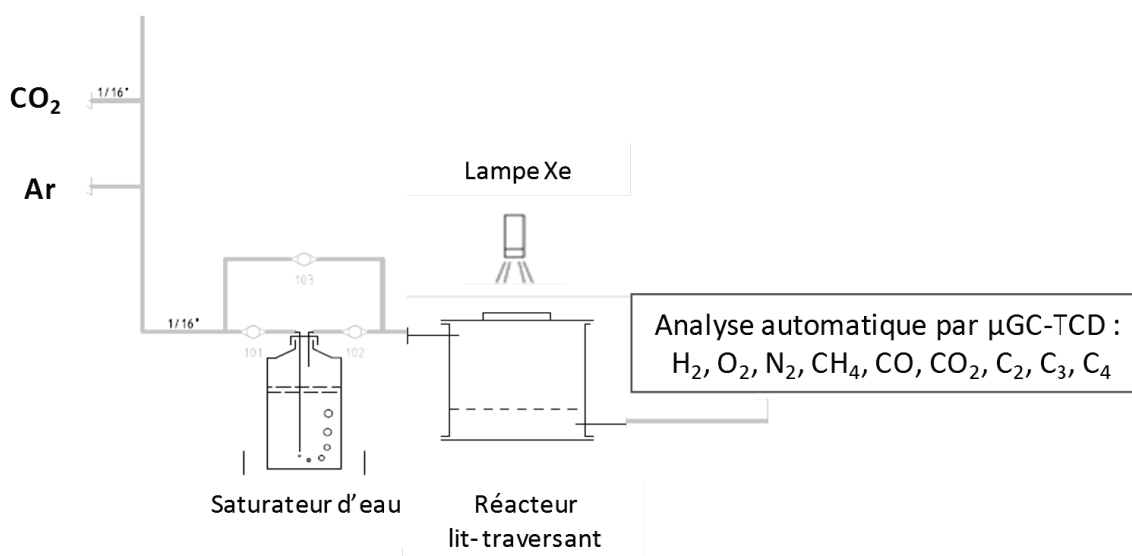 CO₂
1/16"
Ar
Lampe Xe
103
1/16"
101
102
Analyse automatique par µGC-TCD :
H₂, O₂, N₂, CH₄, CO, CO₂, C₂, C₃, C₄
Saturateur d'eau
Réacteur
lit-traversant